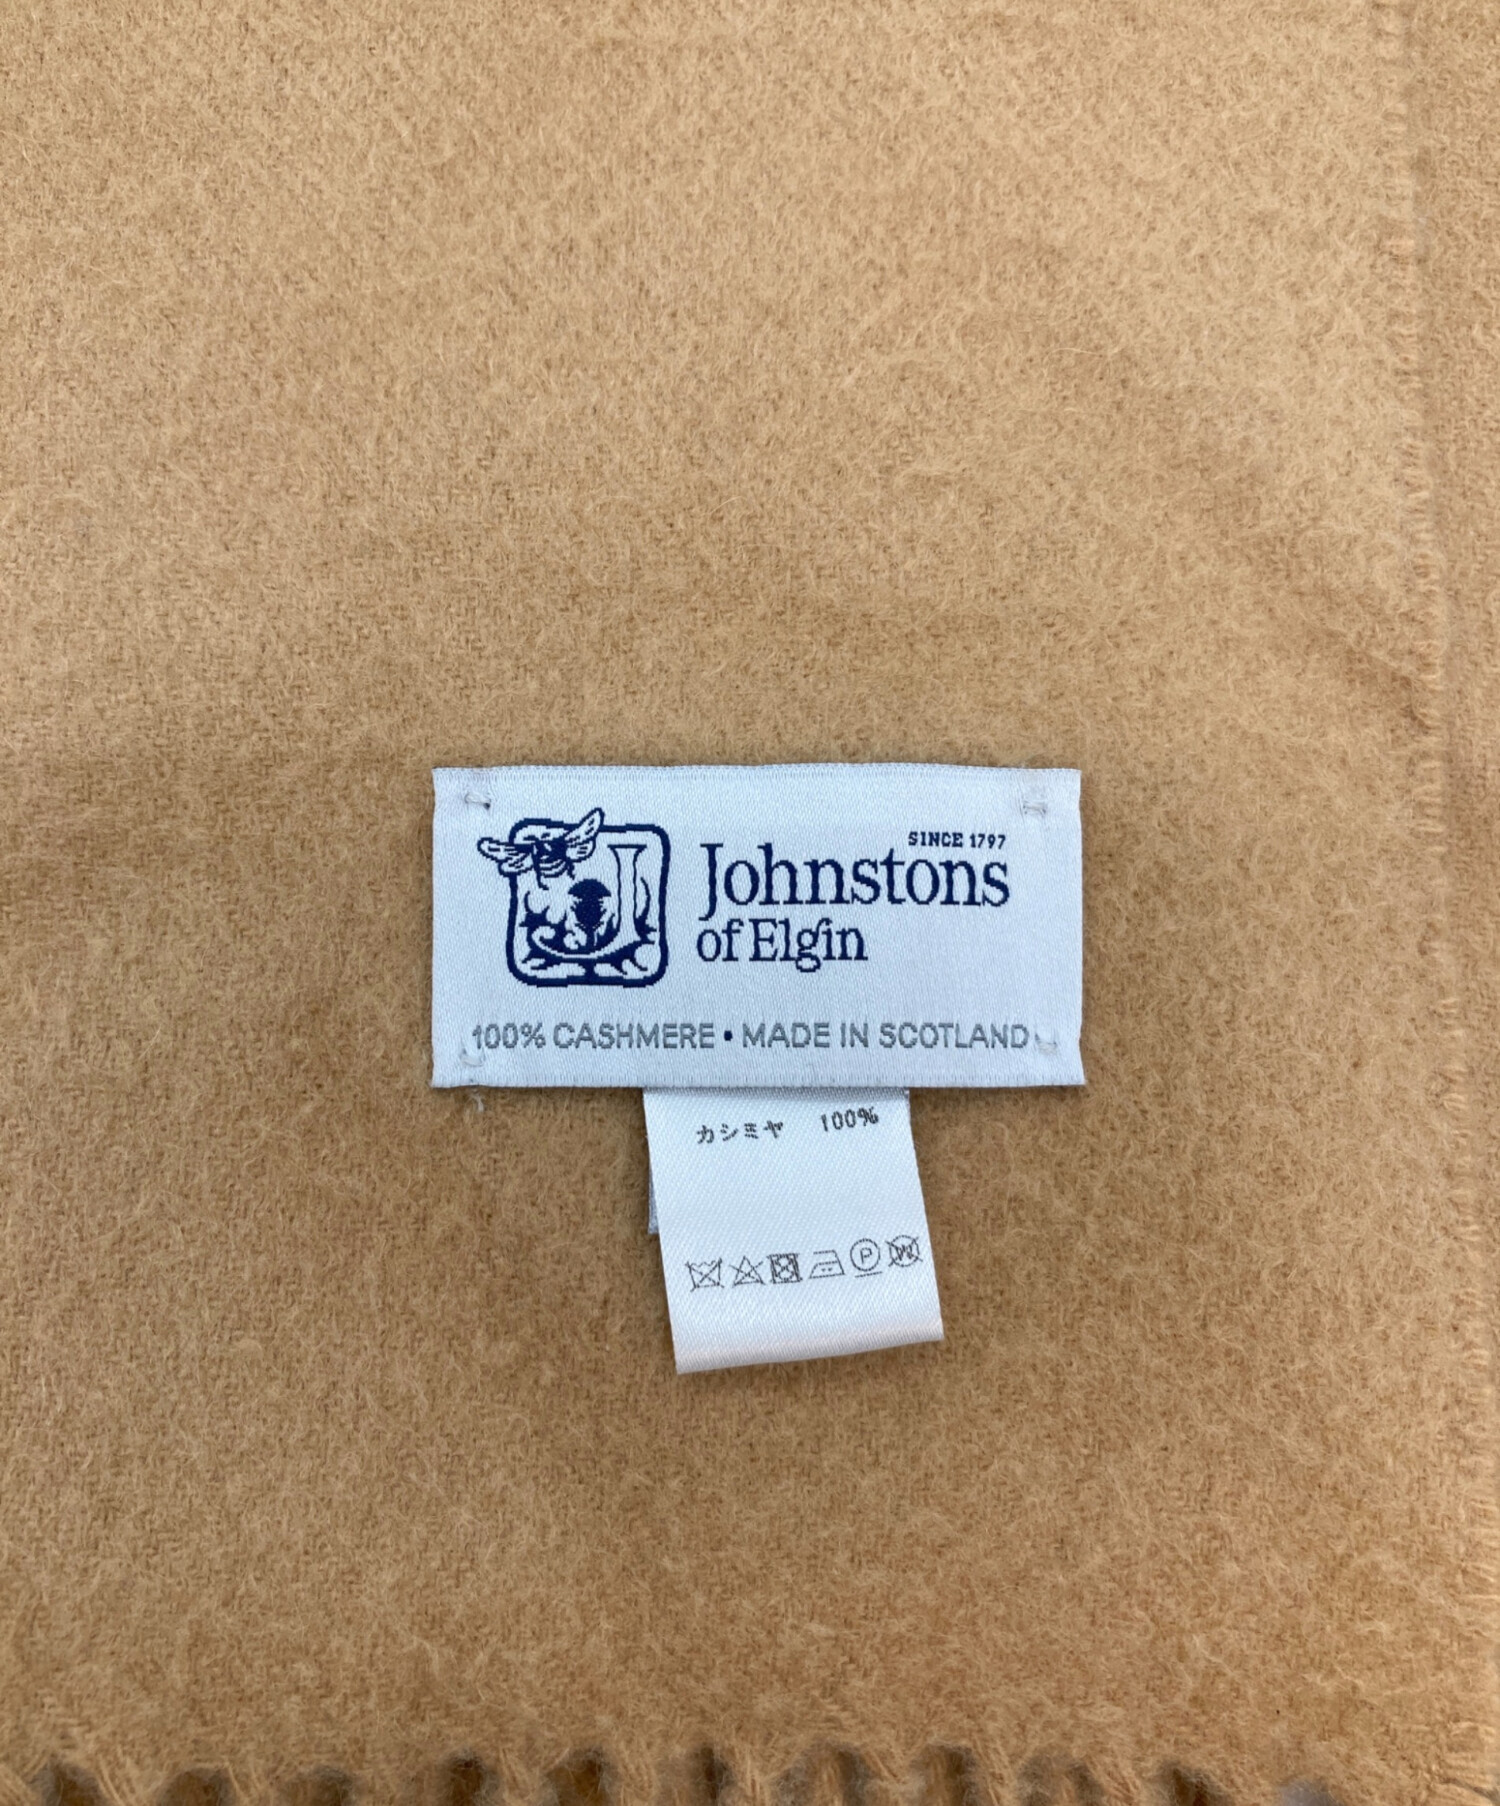 SINCE 1797
Johnstons
of Elgin
100% CASHMERE • MADE IN SCOTLAND
カシミヤ 100%
P
W